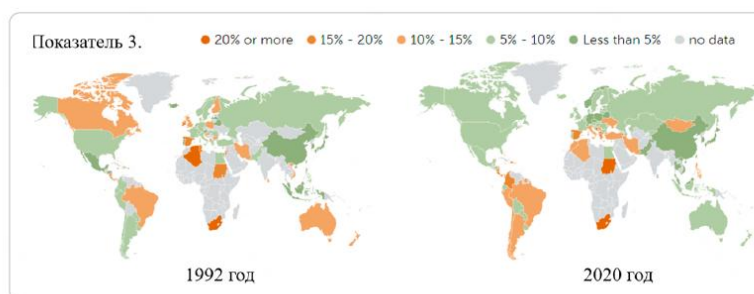 Показатель 3.
20% or more
15% - 20%
10% - 15%
5% - 10%
Less than 5%
no data
1992 год
2020 год